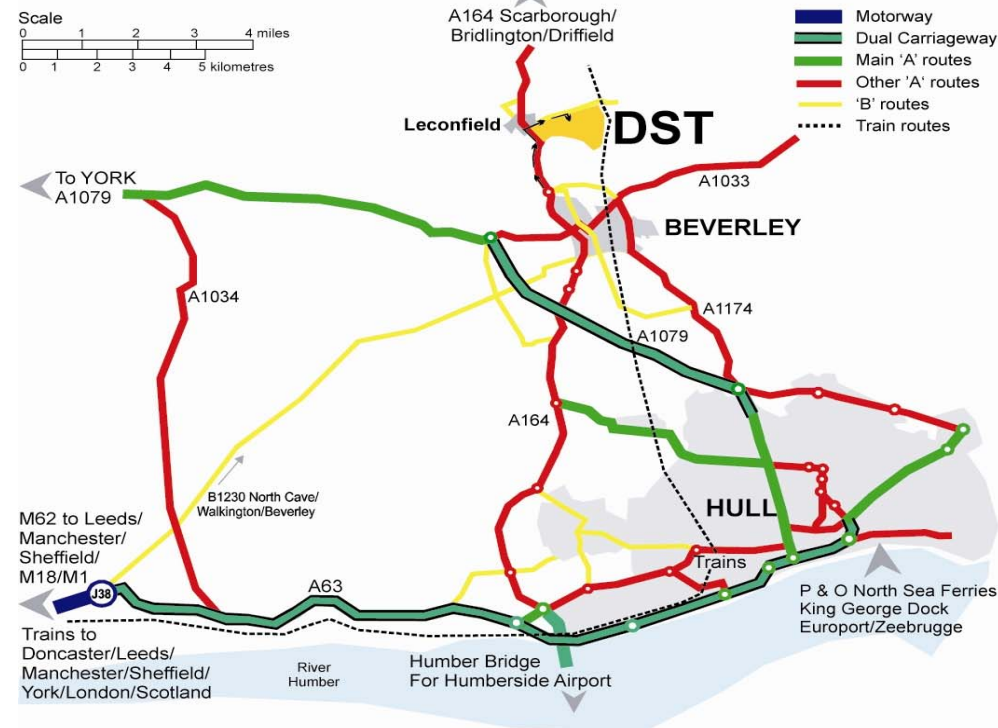 Scale
0 1 2 3 4 miles
0 1 2 3 4 5 kilometres
A164 Scarborough/
Bridlington/Driffield
Motorway
Dual Carriageway
Main ‘A’ routes
Other 'A' routes
‘B’ routes
Train routes
Leconfield
DST
To YORK
A1079
A1033
BEVERLEY
A1034
A1174
A1079
A164
B1230 North Cave/
Walkington/Beverley
HULL
M62 to Leeds/
Manchester/
Sheffield/
M18/M1
J38
A63
Trains
P & O North Sea Ferries
King George Dock
Europort/Zeebrugge
Trains to
Doncaster/Leeds/
Manchester/Sheffield/
York/London/Scotland
River
Humber
Humber Bridge
For Humberside Airport